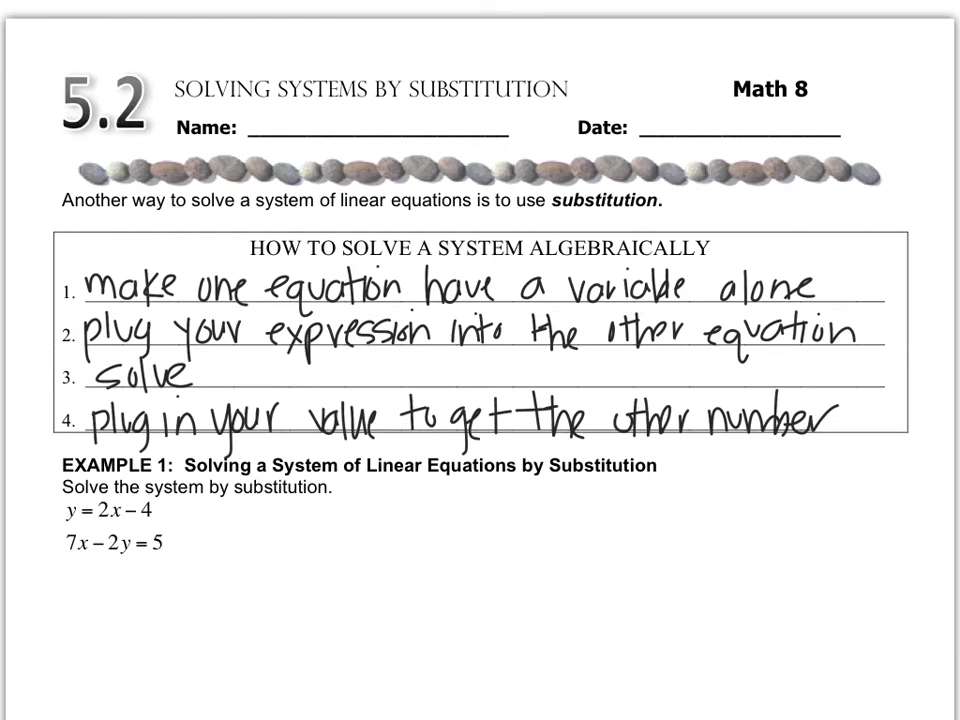 5.2
SOLVING SYSTEMS BY SUBSTITUTION
Math 8
Name: ____________________ Date: ________________
Another way to solve a system of linear equations is to use substitution.
HOW TO SOLVE A SYSTEM ALGEBRAICALLY
1. make one equation have a variable alone
2. plug your expression into the other equation
3. solve
4. plug in your value to get the other number
EXAMPLE 1: Solving a System of Linear Equations by Substitution
Solve the system by substitution.
y = 2x – 4
7x – 2y = 5